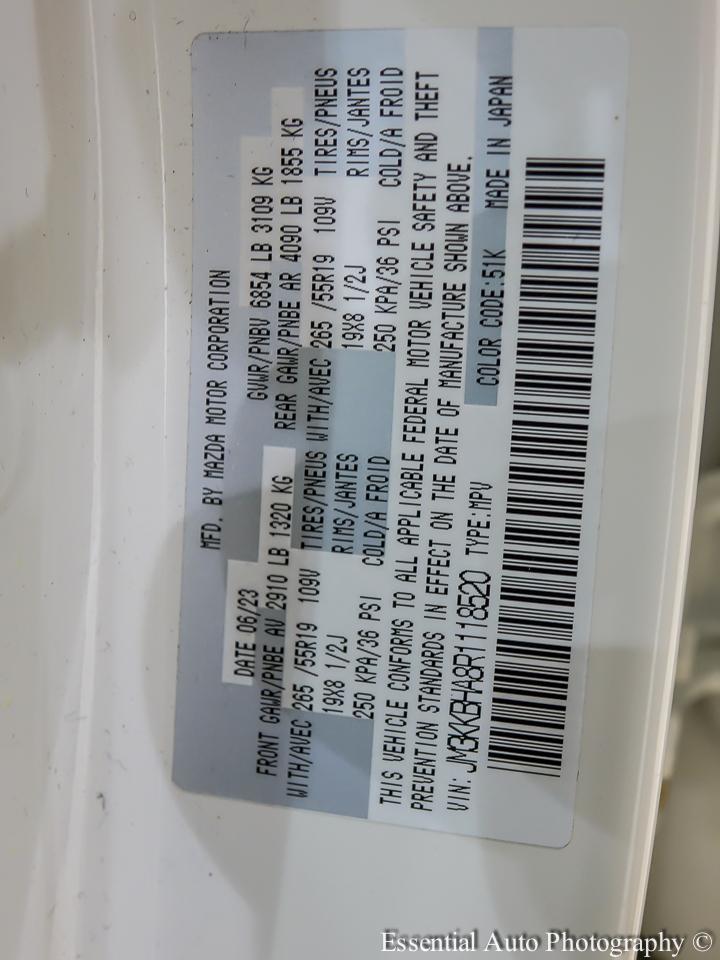 MFD. BY MAZDA MOTOR CORPORATION
DATE 06/23 GVWR/PNBV 6854 LB 3109 KG
FRONT GAWR/PNBE AV 2910 LB 1320 KG REAR GAWR/PNBE AR 4090 LB 1855 KG
WITH/AVEC 265 /55R19 109V TIRES/PNEUS WITH/AVEC 265 /55R19 109V TIRES/PNEUS
19X8 1/2J RIMS/JANTES 19X8 1/2J RIMS/JANTES
250 KPA/36 PSI COLD/A FROID 250 KPA/36 PSI COLD/A FROID
THIS VEHICLE CONFORMS TO ALL APPLICABLE FEDERAL MOTOR VEHICLE SAFETY AND THEFT
PREVENTION STANDARDS IN EFFECT ON THE DATE OF MANUFACTURE SHOWN ABOVE.
VIN: JM3KKBHA8R1118520 TYPE:MPV COLOR CODE:51K MADE IN JAPAN
Essential Auto Photography ©